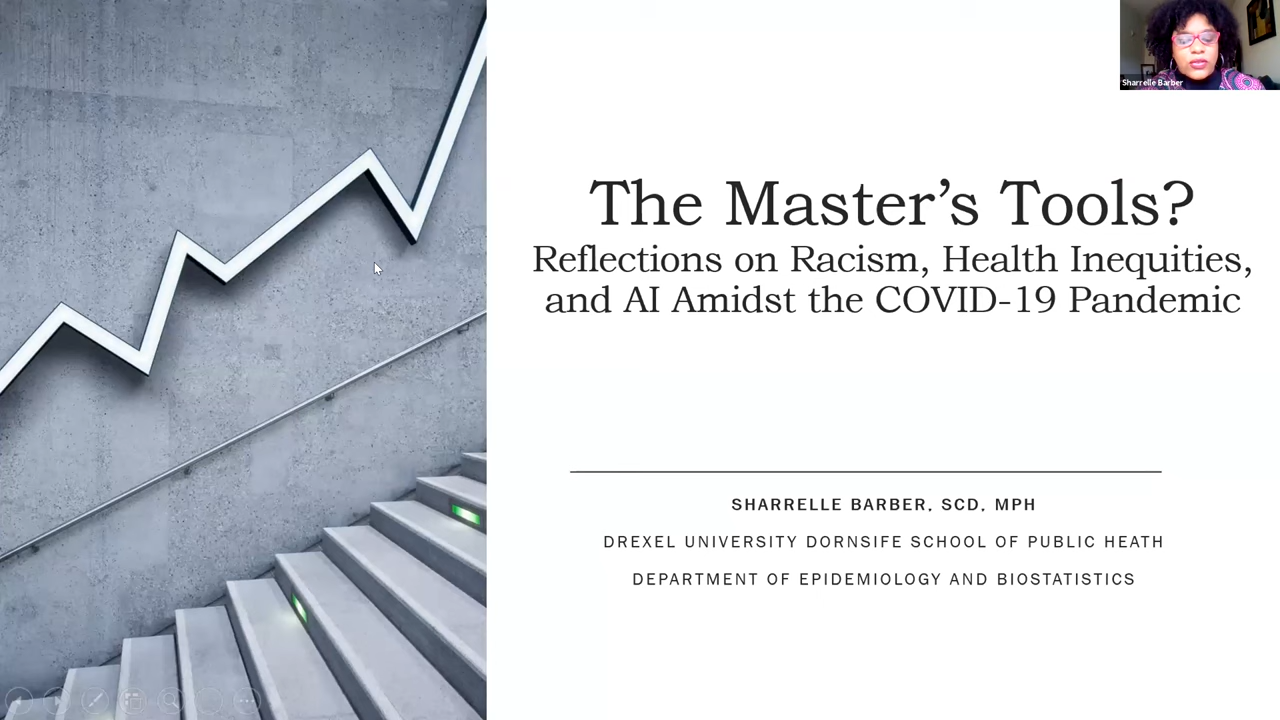 Sharrelle Barber
The Master's Tools?
Reflections on Racism, Health Inequities,
and AI Amidst the COVID-19 Pandemic
SHARRELLE BARBER, SCD, MPH
DREXEL UNIVERSITY DORNSIFE SCHOOL OF PUBLIC HEATH
DEPARTMENT OF EPIDEMIOLOGY AND BIOSTATISTICS